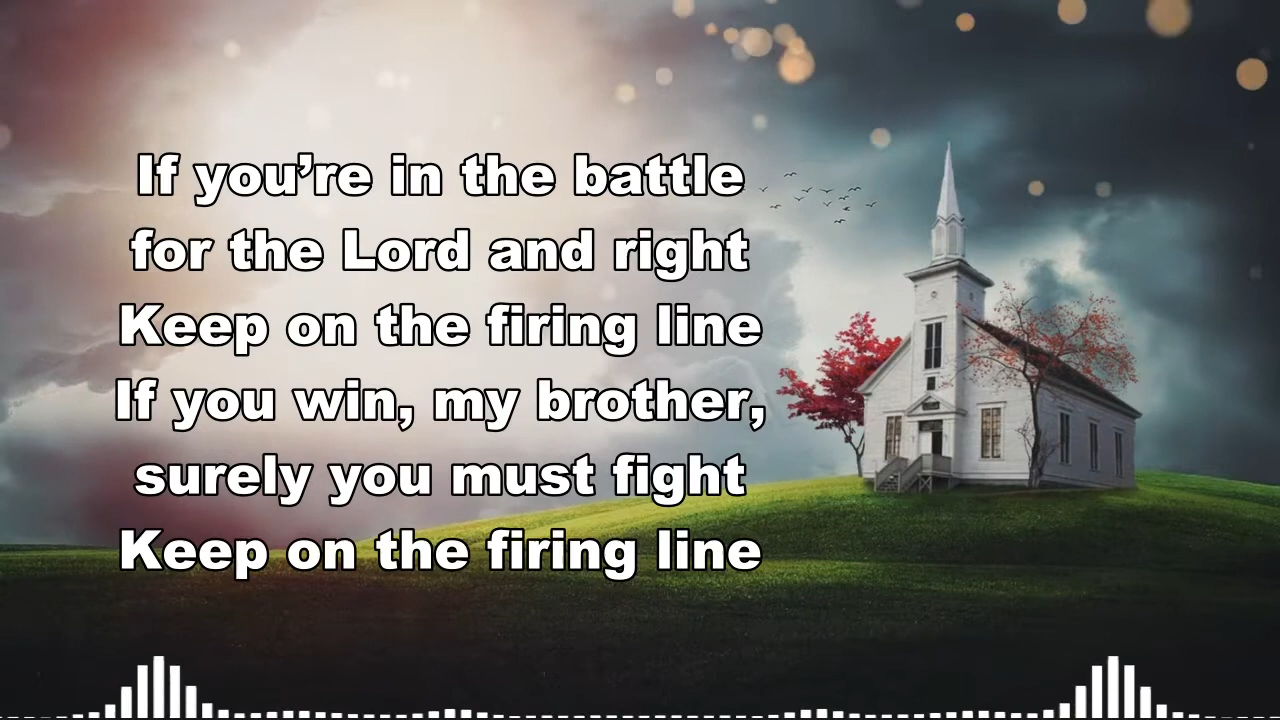 If you’re in the battle
for the Lord and right
Keep on the firing line
If you win, my brother,
surely you must fight
Keep on the firing line